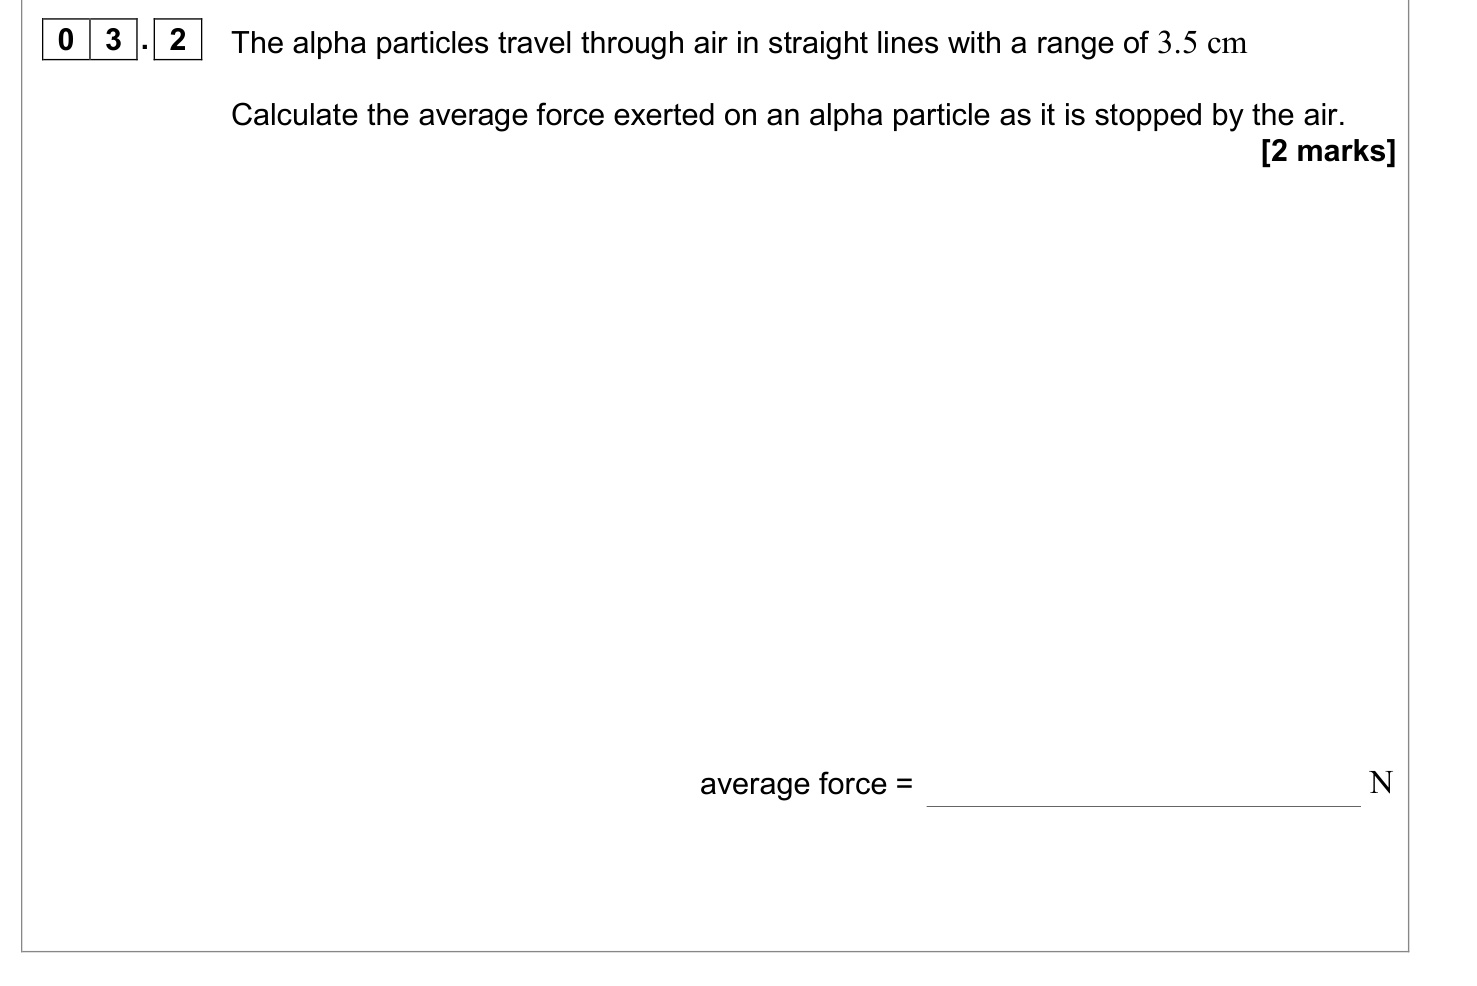 0 3 . 2 The alpha particles travel through air in straight lines with a range of 3.5 cm
Calculate the average force exerted on an alpha particle as it is stopped by the air.
[2 marks]
average force = N